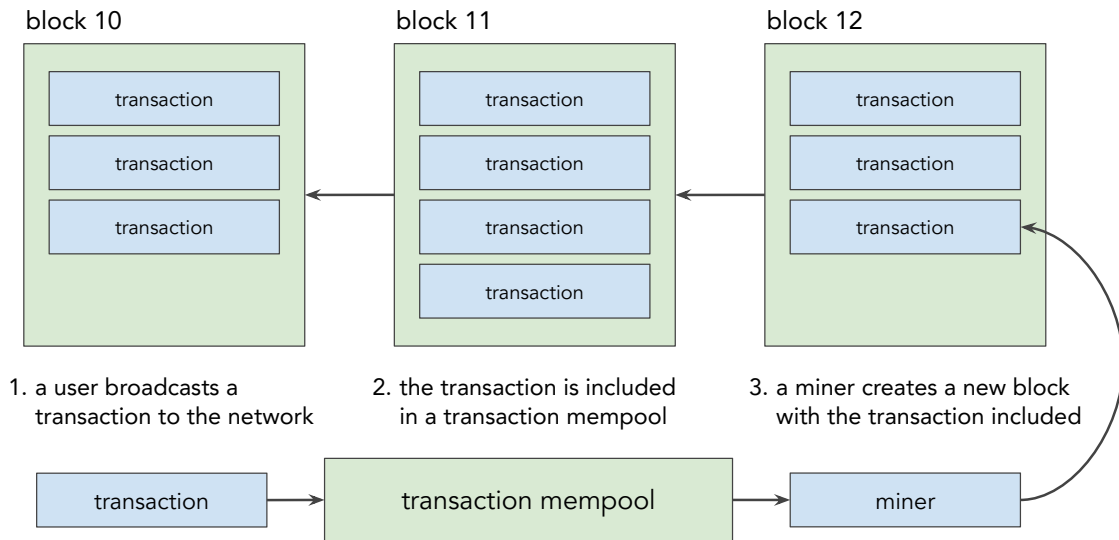 block 10
transaction
transaction
transaction
block 11
transaction
transaction
transaction
transaction
block 12
transaction
transaction
transaction
1. a user broadcasts a
transaction to the network
2. the transaction is included
in a transaction mempool
3. a miner creates a new block
with the transaction included
transaction
transaction mempool
miner